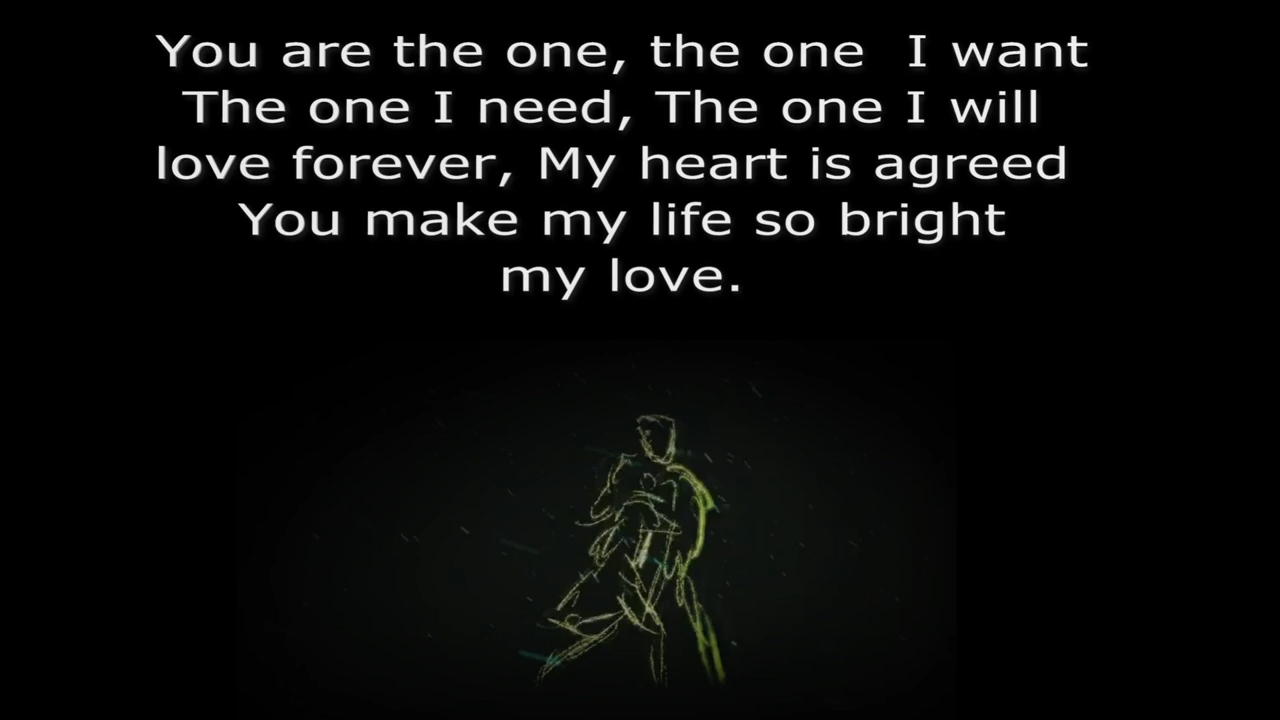 You are the one, the one  I want
The one I need, The one I will
love forever, My heart is agreed
You make my life so bright
my love.